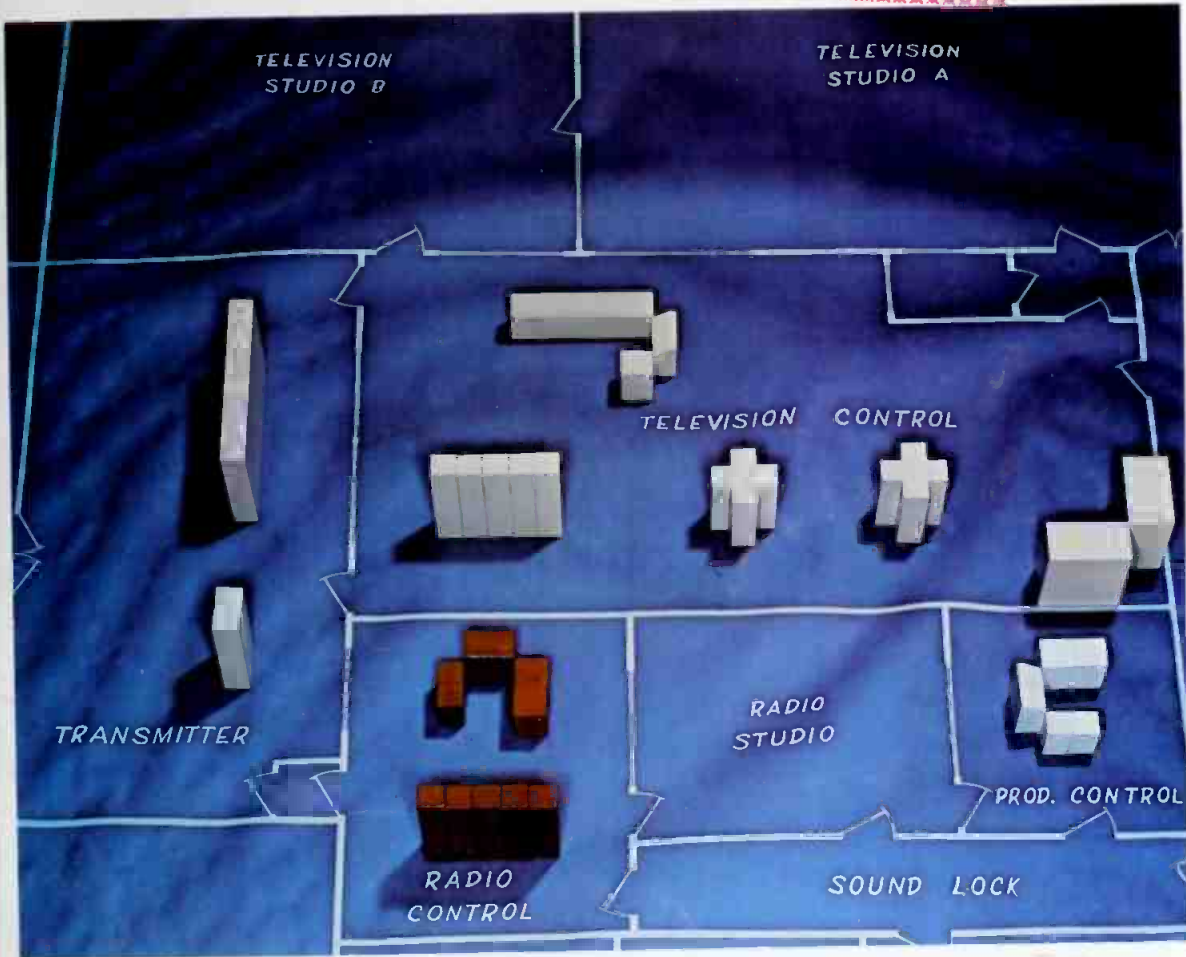 TELEVISION
STUDIO B
TELEVISION
STUDIO A
TELEVISION CONTROL
RADIO
STUDIO
TRANSMITTER
PROD. CONTROL
RADIO
CONTROL
SOUND LOCK